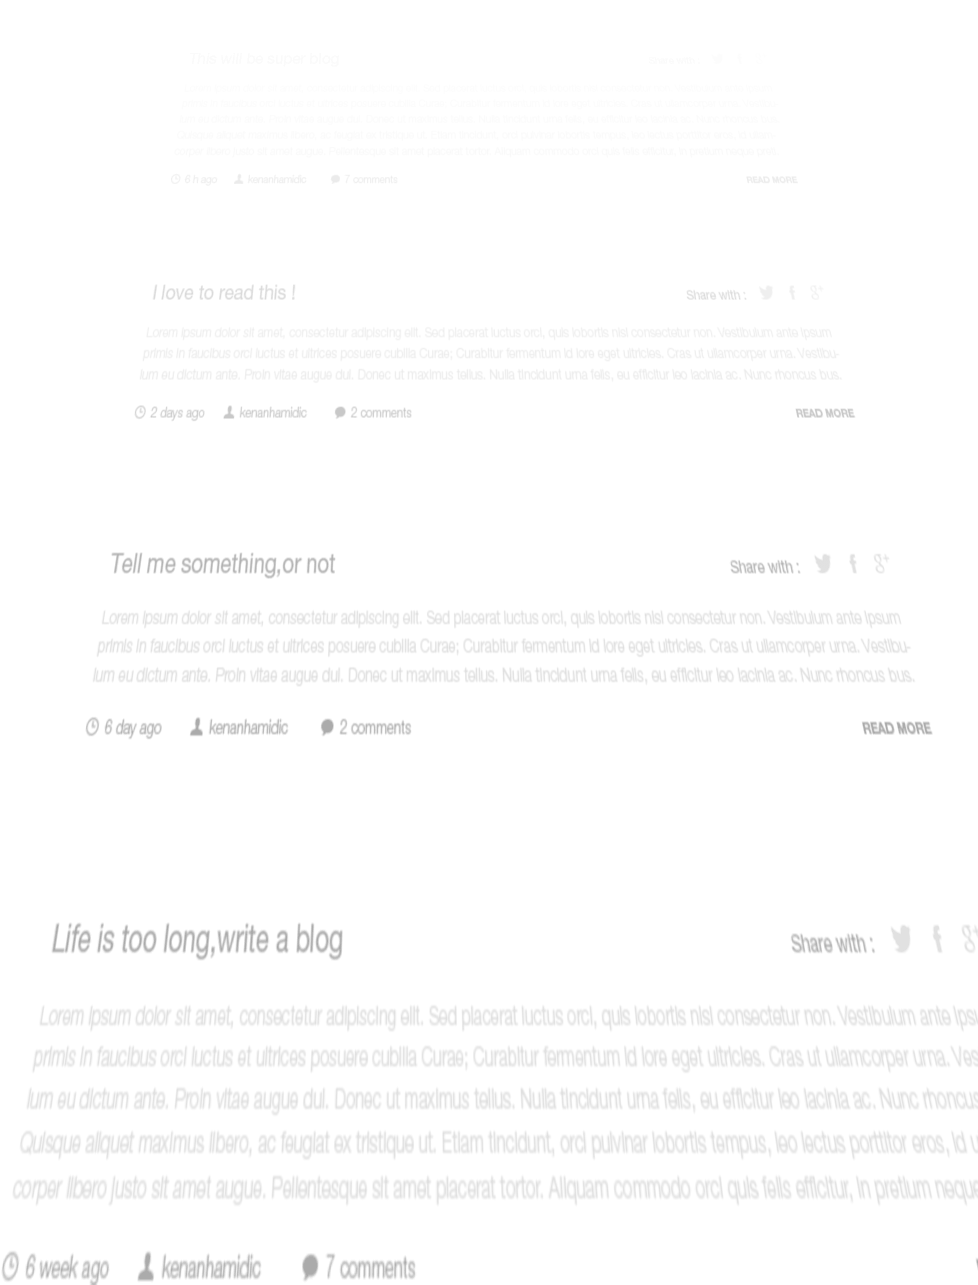 This will be super blog
6 h ago kenanhamidic 7 comments READ MORE
I love to read this !
Share with :
Lorem ipsum dolor sit amet, consectetur adipiscing elit. Sed placerat luctus orci, quis lobortis nisl consectetur non. Vestibulum ante ipsum
primis in faucibus orci luctus et ultrices posuere cubilia Curae; Curabitur fermentum id lore eget ultricies. Cras ut ullamcorper urna. Vestibu-
lum eu dictum ante. Proin vitae augue dui. Donec ut maximus tellus. Nulla tincidunt urna felis, eu efficitur leo lacinia ac. Nunc rhoncus bus.
2 days ago kenanhamidic 2 comments READ MORE
Tell me something,or not
Share with :
Lorem ipsum dolor sit amet, consectetur adipiscing elit. Sed placerat luctus orci, quis lobortis nisl consectetur non. Vestibulum ante ipsum
primis in faucibus orci luctus et ultrices posuere cubilia Curae; Curabitur fermentum id lore eget ultricies. Cras ut ullamcorper urna. Vestibu-
lum eu dictum ante. Proin vitae augue dui. Donec ut maximus tellus. Nulla tincidunt urna felis, eu efficitur leo lacinia ac. Nunc rhoncus bus.
6 day ago kenanhamidic 2 comments READ MORE
Life is too long,write a blog
Share with :
Lorem ipsum dolor sit amet, consectetur adipiscing elit. Sed placerat luctus orci, quis lobortis nisl consectetur non. Vestibulum ante ips
primis in faucibus orci luctus et ultrices posuere cubilia Curae; Curabitur fermentum id lore eget ultricies. Cras ut ullamcorper urna. Ves
lum eu dictum ante. Proin vitae augue dui. Donec ut maximus tellus. Nulla tincidunt urna felis, eu efficitur leo lacinia ac. Nunc rhoncus
Quisque aliquet maximus libero, ac feugiat ex tristique ut. Etiam tincidunt, orci pulvinar lobortis tempus, leo lectus porttitor eros, id
corper libero justo sit amet augue. Pellentesque sit amet placerat tortor. Aliquam commodo orci quis felis efficitur, in pretium neque
6 week ago kenanhamidic 7 comments